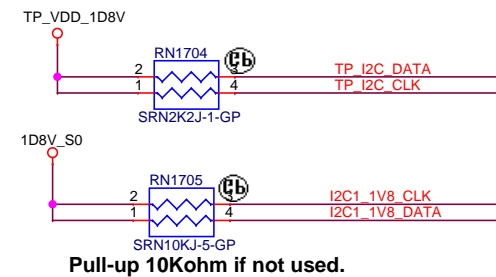 TP_VDD_1D8V
RN1704
2 3 TP_I2C_DATA
1 4 TP_I2C_CLK
SRN2K2J-1-GP
1D8V_S0
RN1705
2 3 I2C1_1V8_CLK
1 4 I2C1_1V8_DATA
SRN10KJ-5-GP
Pull-up 10Kohm if not used.